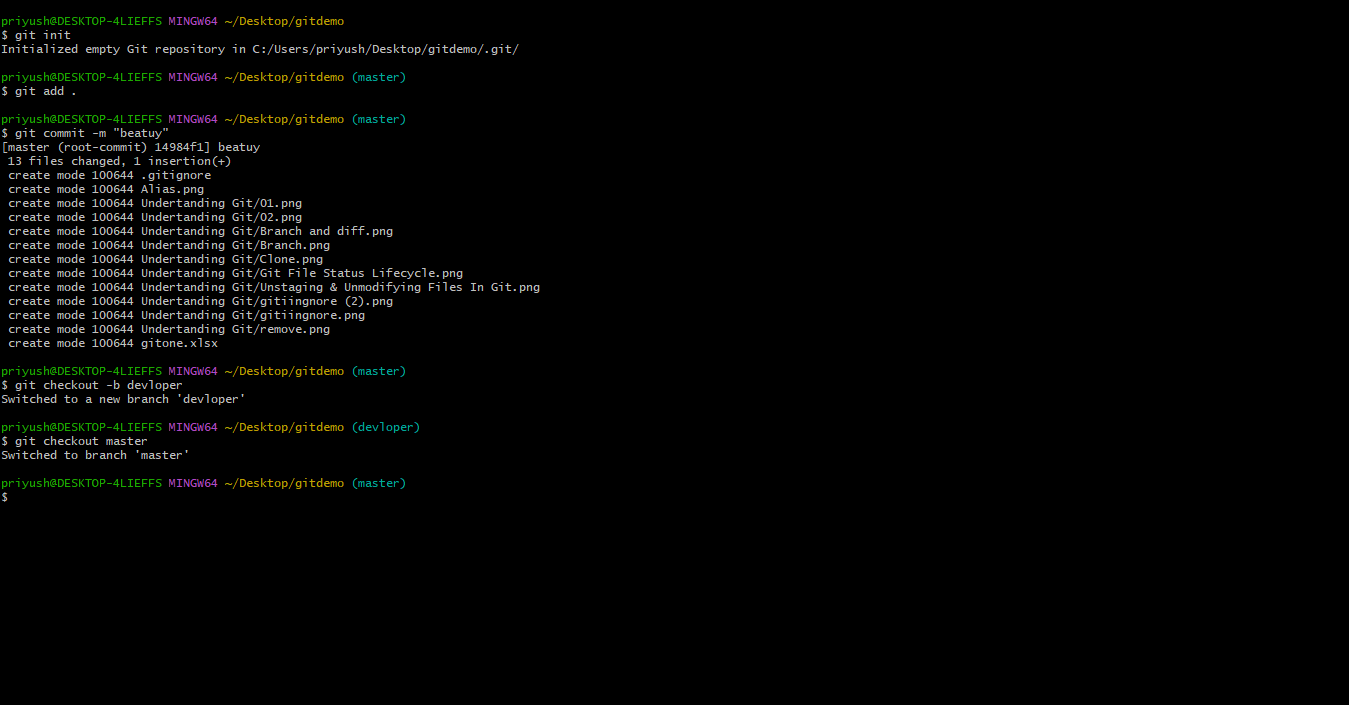 priyush@DESKTOP-4LIEFFS MINGW64 ~/Desktop/gitdemo
$ git init
Initialized empty Git repository in C:/Users/priyush/Desktop/gitdemo/.git/
priyush@DESKTOP-4LIEFFS MINGW64 ~/Desktop/gitdemo (master)
$ git add .
priyush@DESKTOP-4LIEFFS MINGW64 ~/Desktop/gitdemo (master)
$ git commit -m "beatuy"
[master (root-commit) 14984f1] beatuy
 13 files changed, 1 insertion(+)
 create mode 100644 .gitignore
 create mode 100644 Alias.png
 create mode 100644 Undertanding Git/01.png
 create mode 100644 Undertanding Git/02.png
 create mode 100644 Undertanding Git/Branch and diff.png
 create mode 100644 Undertanding Git/Branch.png
 create mode 100644 Undertanding Git/Clone.png
 create mode 100644 Undertanding Git/Git File Status Lifecycle.png
 create mode 100644 Undertanding Git/Unstaging & Unmodifying Files In Git.png
 create mode 100644 Undertanding Git/gitiingnore (2).png
 create mode 100644 Undertanding Git/gitiingnore.png
 create mode 100644 Undertanding Git/remove.png
 create mode 100644 gitone.xlsx
priyush@DESKTOP-4LIEFFS MINGW64 ~/Desktop/gitdemo (master)
$ git checkout -b devloper
Switched to a new branch 'devloper'
priyush@DESKTOP-4LIEFFS MINGW64 ~/Desktop/gitdemo (devloper)
$ git checkout master
Switched to branch 'master'
priyush@DESKTOP-4LIEFFS MINGW64 ~/Desktop/gitdemo (master)
$